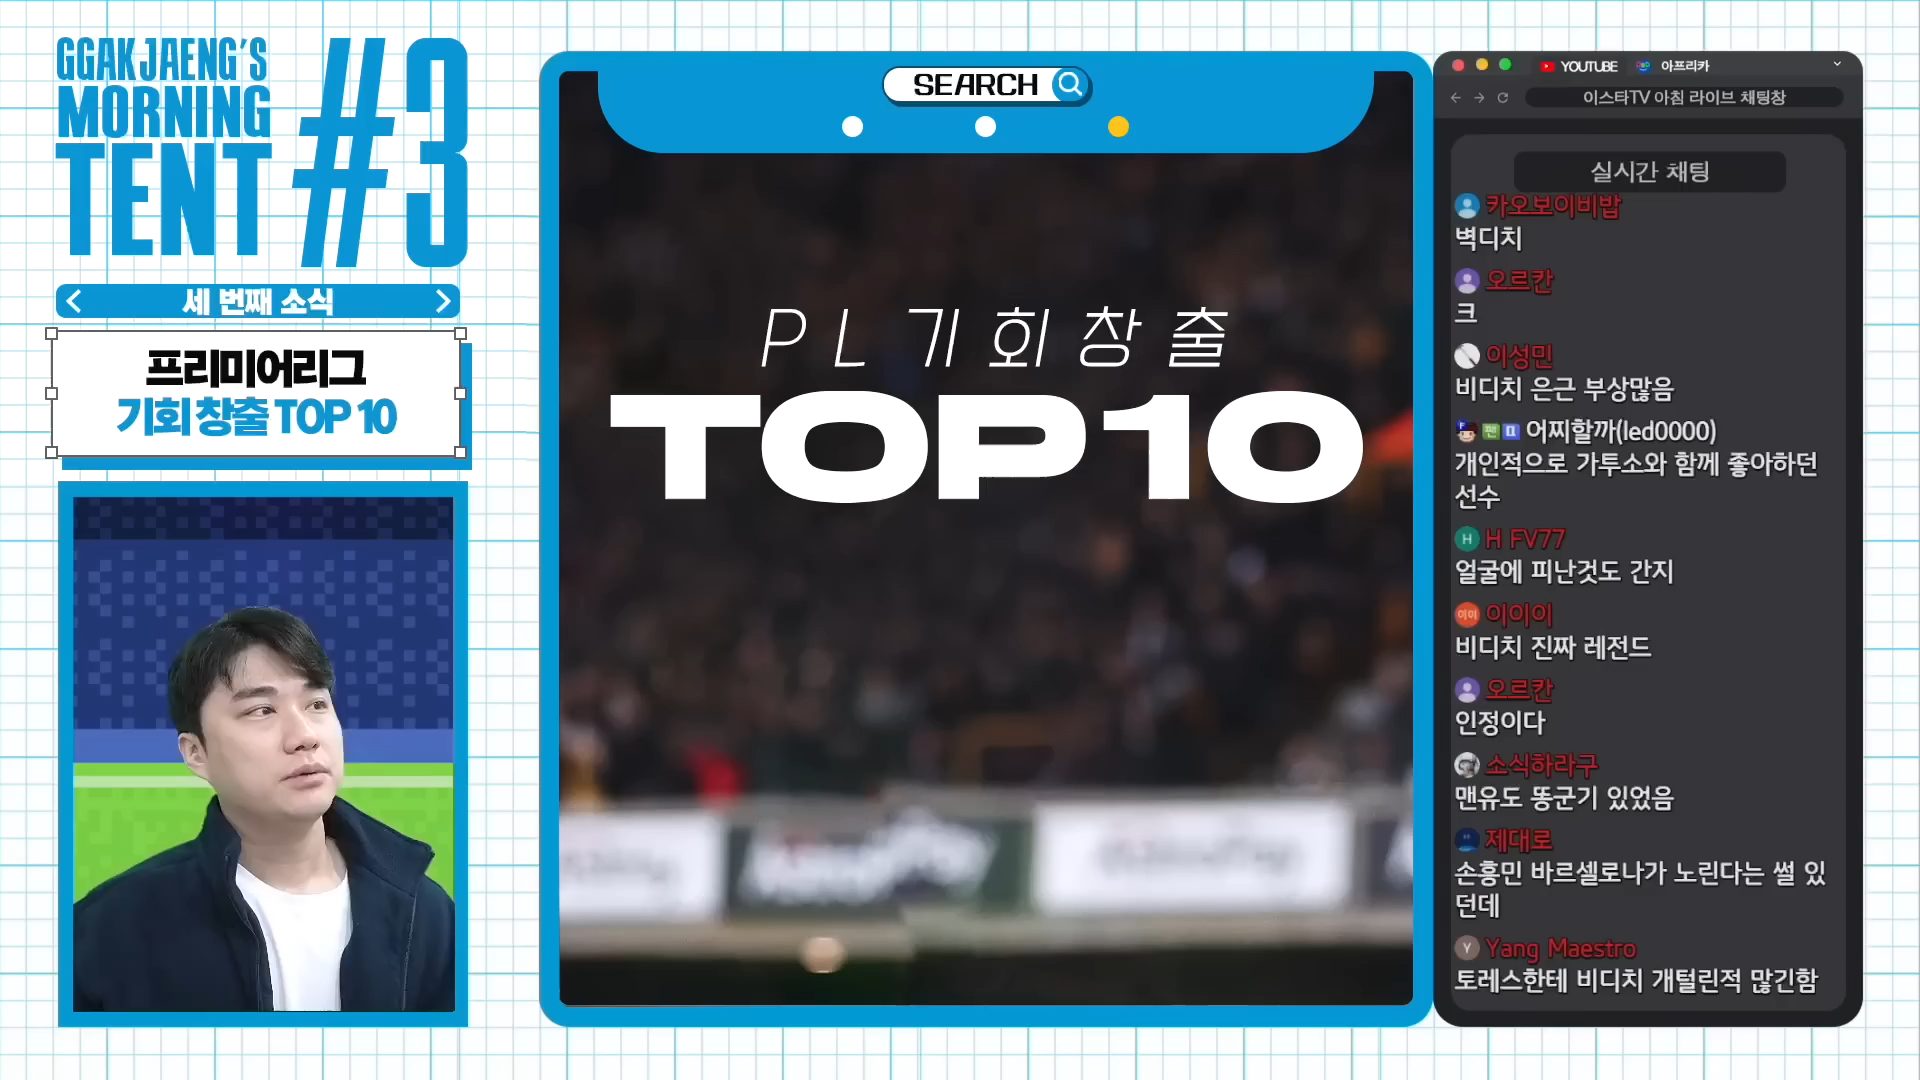 GGAKJAENG'S
MORNING
TENT
#3
세 번째 소식
프리미어리그
기회 창출 TOP 10
SEARCH
PL기회창출
TOP10
YOUTUBE
아프리카
이스타TV 아침 라이브 채팅창
실시간 채팅
카오보이비밥
벽디치
오르칸
크
이성민
비디치 은근 부상많음
팬 어찌할까(led0000)
개인적으로 가투소와 함께 좋아하던
선수
H H FV77
얼굴에 피난것도 간지
이이 이이이
비디치 진짜 레전드
오르칸
인정이다
소식하라구
맨유도 똥군기 있었음
제대로
손흥민 바르셀로나가 노린다는 썰 있
던데
Y Yang Maestro
토레스한테 비디치 개털린적 많긴함